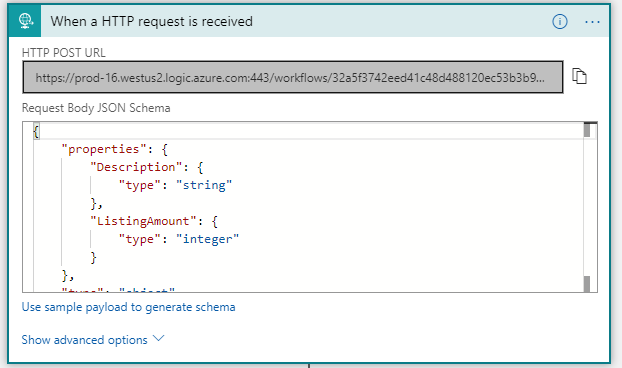 When a HTTP request is received
HTTP POST URL
https://prod-16.westus2.logic.azure.com:443/workflows/32a5f3742eed41c48d488120ec53b3b9...
Request Body JSON Schema
{
"properties": {
"Description": {
"type": "string"
},
"ListingAmount": {
"type": "integer"
}
},
"type": "object"
Use sample payload to generate schema
Show advanced options